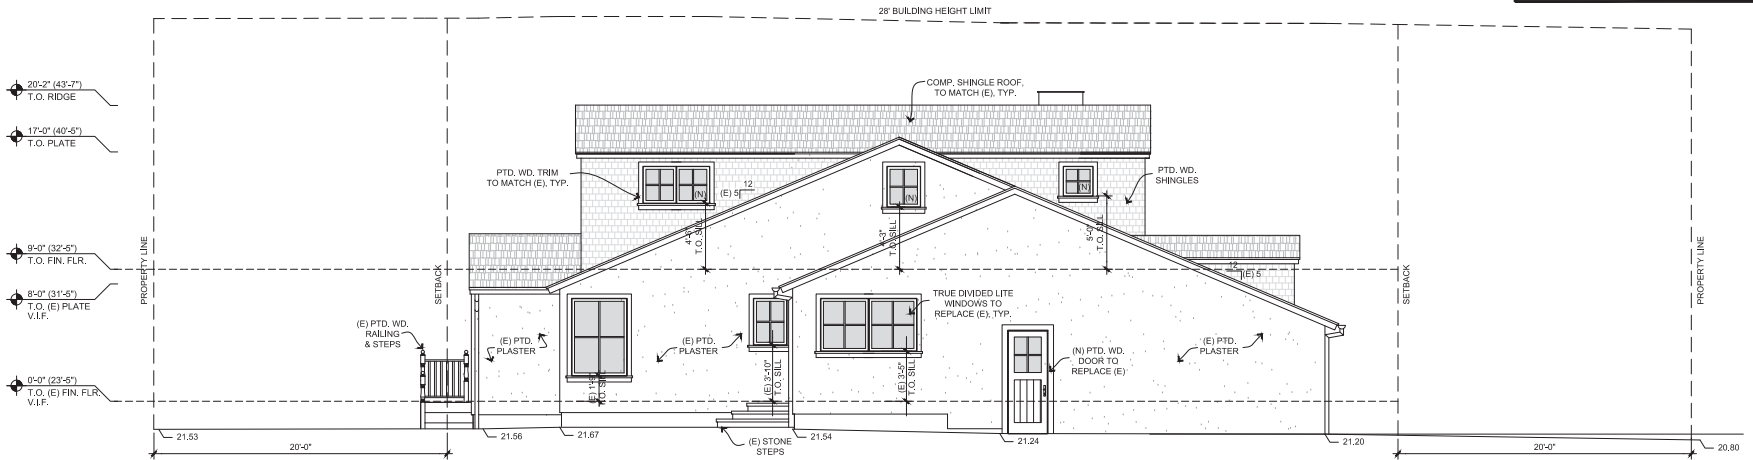 28' BUILDING HEIGHT LIMIT
20'-2" (43'-7")
T.O. RIDGE
COMP. SHINGLE ROOF,
TO MATCH (E), TYP.
17'-0" (40'-5")
T.O. PLATE
PTD. WD. TRIM
TO MATCH (E), TYP.
(N)
(E) 5
12
(N)
(N)
PTD. WD.
SHINGLES
T.O. SILL
4'-3"
T.O. SILL
5'-0"
T.O. SILL
9'-0" (32'-5")
T.O. FIN. FLR.
PROPERTY LINE
SETBACK
12
(E) 5
SETBACK
PROPERTY LINE
8'-0" (31'-5")
T.O. (E) PLATE
V.I.F.
TRUE DIVIDED LITE
WINDOWS TO
REPLACE (E), TYP.
(E) PTD. WD.
RAILING
& STEPS
(E) PTD.
PLASTER
(E) PTD.
PLASTER
(N) PTD. WD.
DOOR TO
REPLACE (E)
(E) PTD.
PLASTER
0'-0" (23'-5")
T.O. (E) FIN. FLR.
V.I.F.
(E) 1'-9"
T.O. SILL
(E) 3'-10"
T.O. SILL
(E) 3'-5"
T.O. SILL
21.53
21.56
21.67
(E) STONE
STEPS
21.54
21.24
21.20
20.80
20'-0"
20'-0"